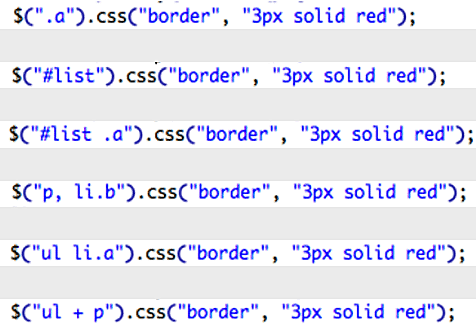 $(".a").css("border", "3px solid red");
$("#list").css("border", "3px solid red");
$("#list .a").css("border", "3px solid red");
$("p, li.b").css("border", "3px solid red");
$("ul li.a").css("border", "3px solid red");
$("ul + p").css("border", "3px solid red");